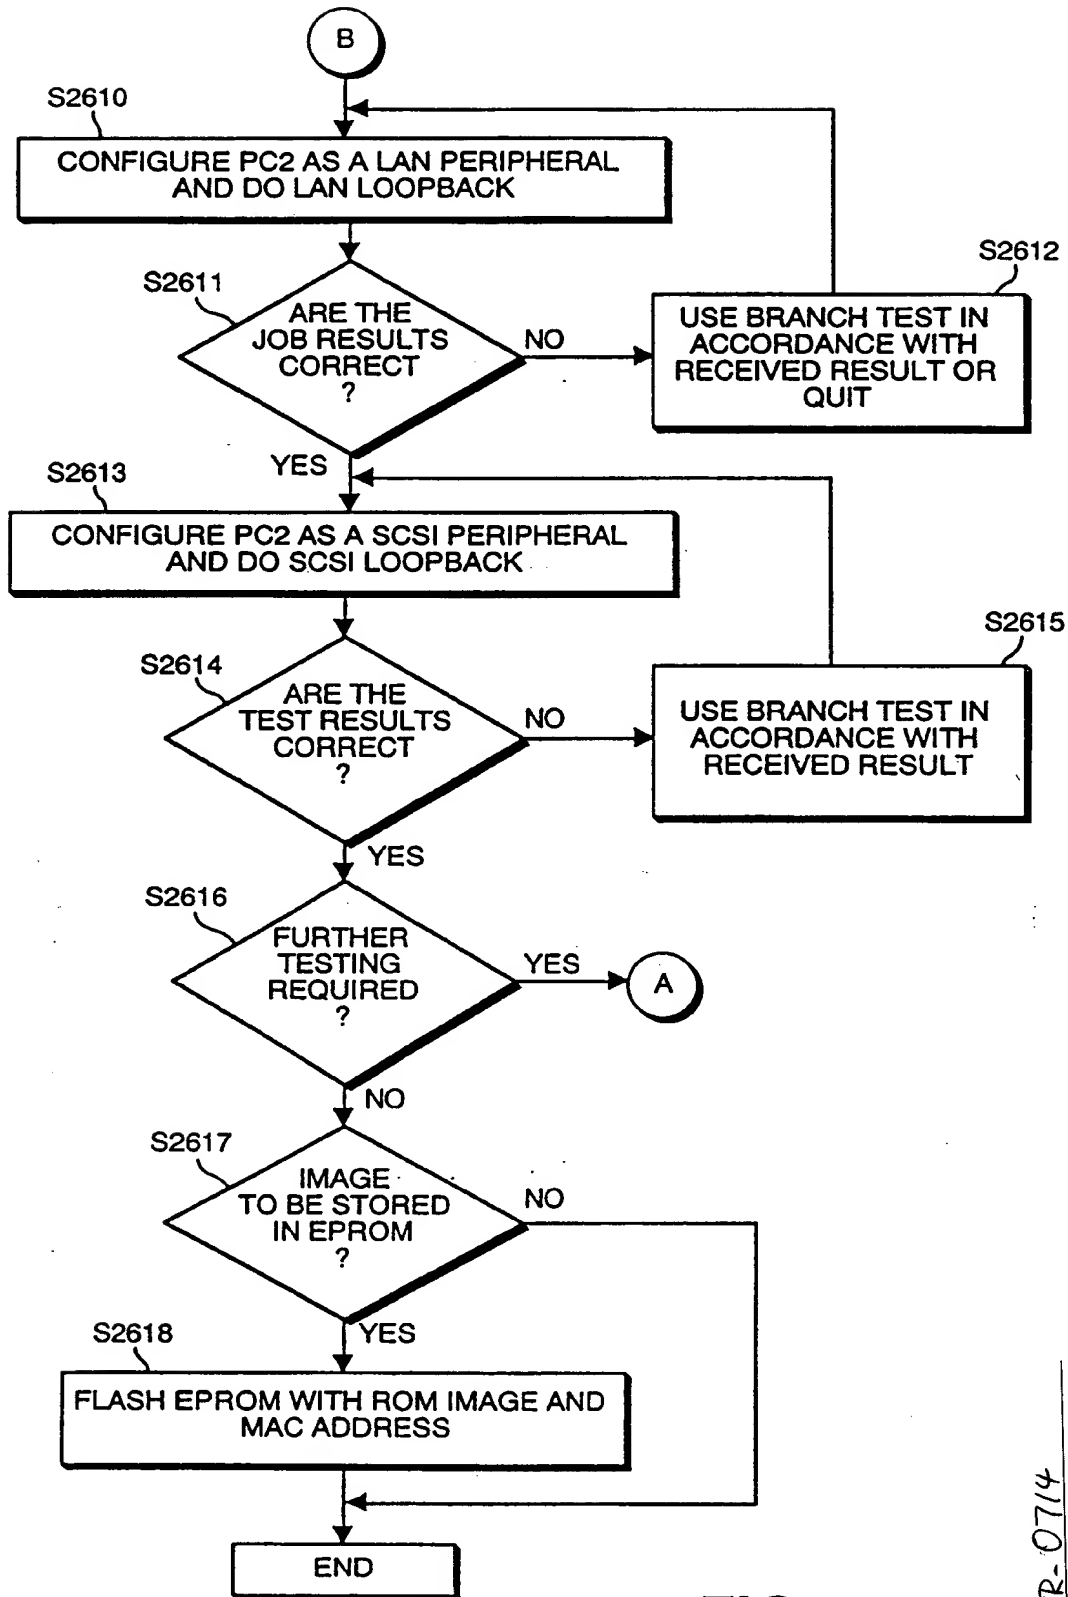 B
S2610
CONFIGURE PC2 AS A LAN PERIPHERAL
AND DO LAN LOOPBACK
S2611
ARE THE
JOB RESULTS
CORRECT
?
NO
S2612
USE BRANCH TEST IN
ACCORDANCE WITH
RECEIVED RESULT OR
QUIT
YES
S2613
CONFIGURE PC2 AS A SCSI PERIPHERAL
AND DO SCSI LOOPBACK
S2614
ARE THE
TEST RESULTS
CORRECT
?
NO
S2615
USE BRANCH TEST IN
ACCORDANCE WITH
RECEIVED RESULT
YES
S2616
FURTHER
TESTING
REQUIRED
?
YES
A
NO
S2617
IMAGE
TO BE STORED
IN EPROM
?
NO
YES
S2618
FLASH EPROM WITH ROM IMAGE AND
MAC ADDRESS
END
R-0714